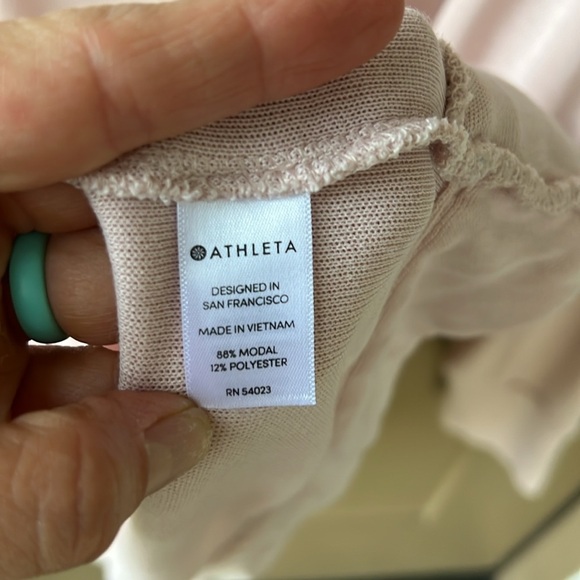 ATHLETA
DESIGNED IN
SAN FRANCISCO
MADE IN VIETNAM
88% MODAL
12% POLYESTER
RN 54023